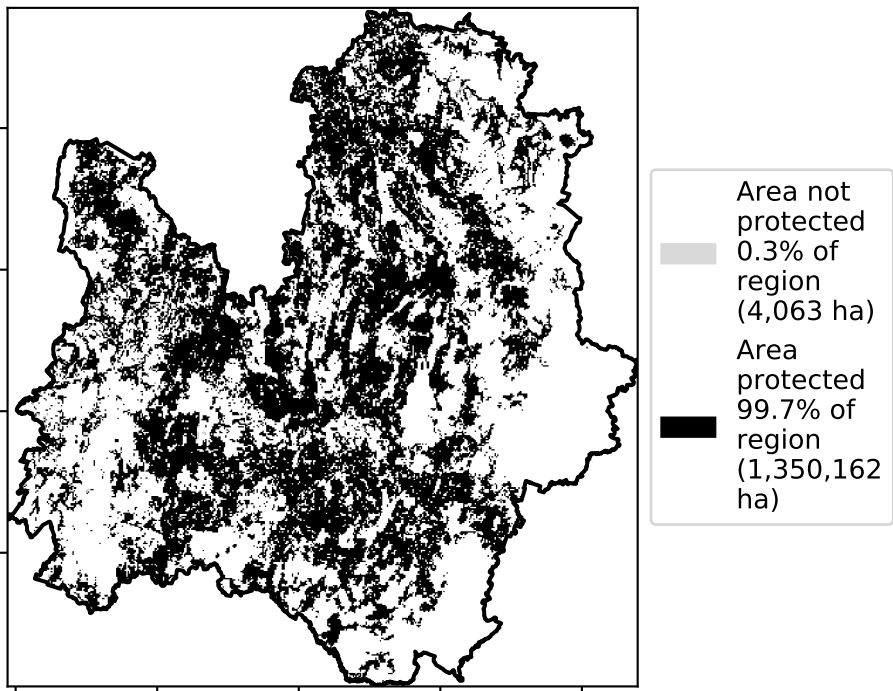 Area not
protected
0.3% of
region
(4,063 ha)
Area
protected
99.7% of
region
(1,350,162
ha)